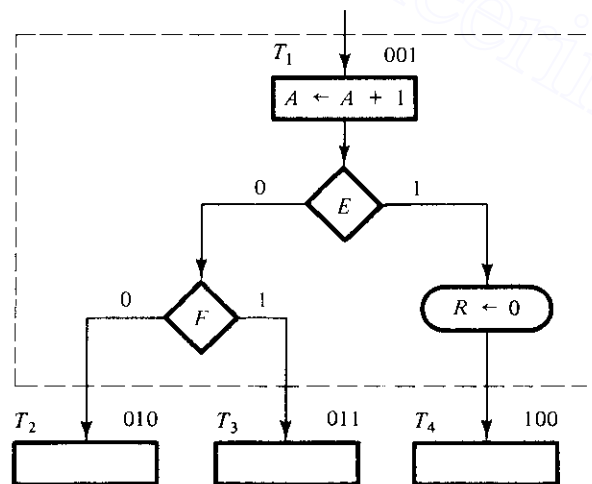 T₁ 001
A ← A + 1
0 1
E
0 1
F
R ← 0
T₂ 010 T₃ 011 T₄ 100